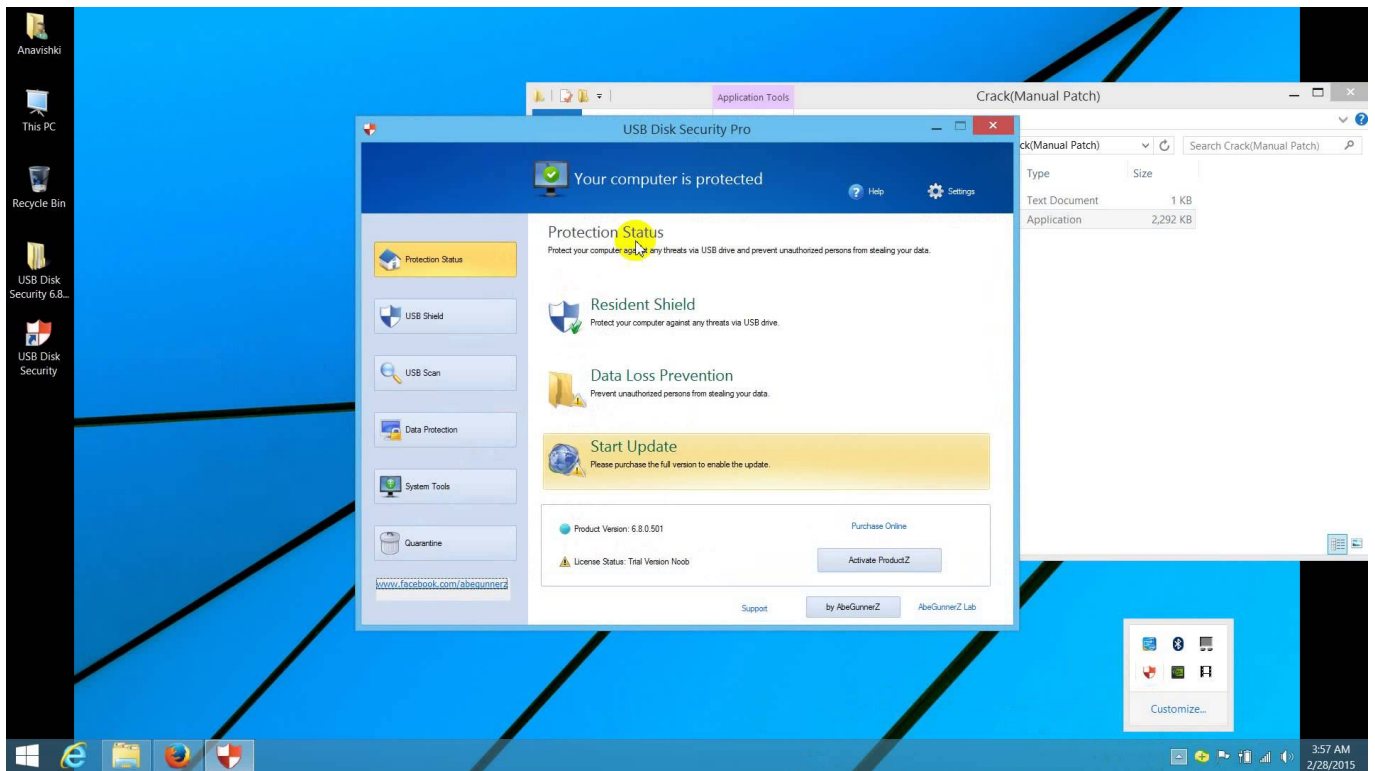 Anavishki
This PC
Recycle Bin
USB Disk
Security 6.8...
USB Disk
Security
Application Tools
Crack(Manual Patch)
ck(Manual Patch)
Search Crack(Manual Patch)
Type
Size
Text Document
1 KB
Application
2,292 KB
USB Disk Security Pro
Your computer is protected
Help
Settings
Protection Status
USB Shield
USB Scan
Data Protection
System Tools
Quarantine
www.facebook.com/abegunnerz
Protection Status
Protect your computer against any threats via USB drive and prevent unauthorized persons from stealing your data.
Resident Shield
Protect your computer against any threats via USB drive.
Data Loss Prevention
Prevent unauthorized persons from stealing your data.
Start Update
Please purchase the full version to enable the update.
Product Version: 6.8.0.501
Purchase Online
License Status: Trial Version Noob
Activate ProductZ
Support
by AbeGunnerZ
AbeGunnerZ Lab
Customize...
3:57 AM
2/28/2015